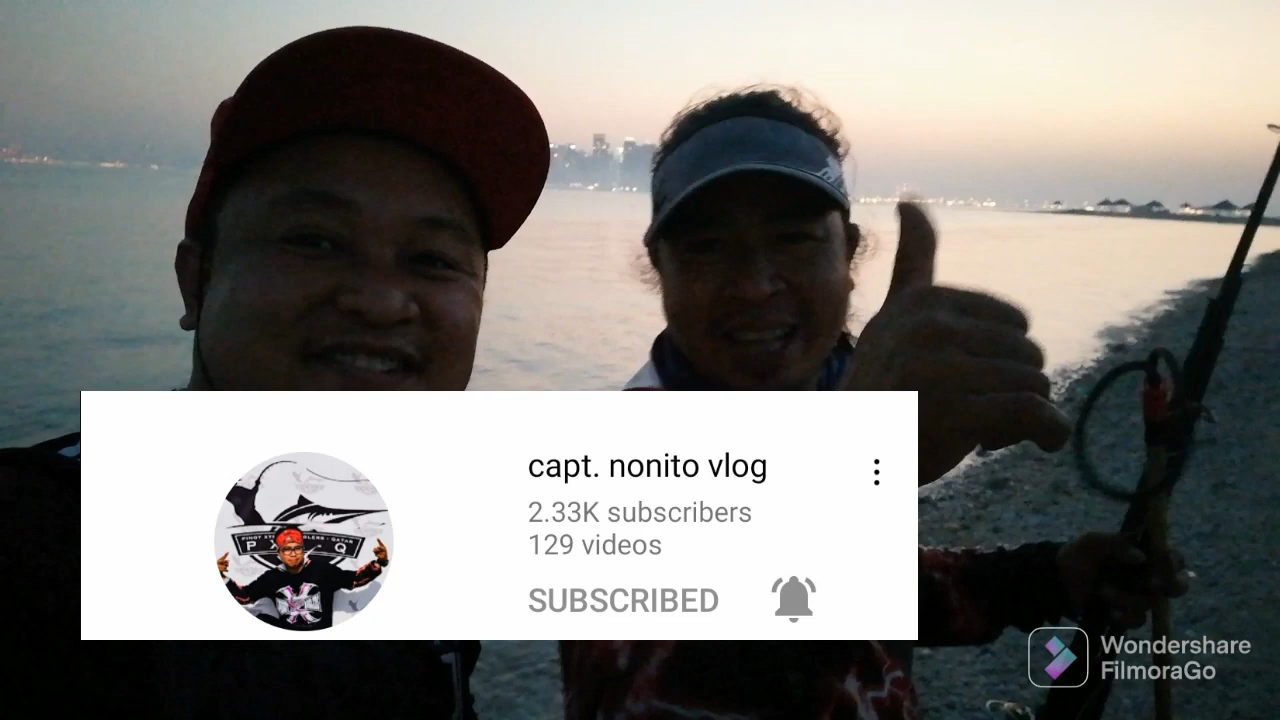 capt. nonito vlog
2.33K subscribers
129 videos
SUBSCRIBED
Wondershare
FilmoraGo